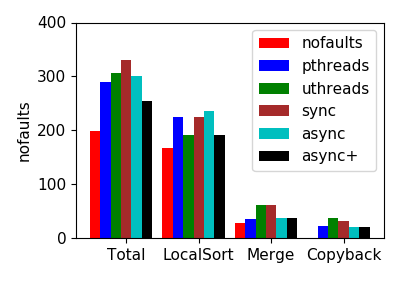 400
300
200
100
0
nofaults
nofaults
pthreads
uthreads
sync
async
async+
Total LocalSort Merge Copyback